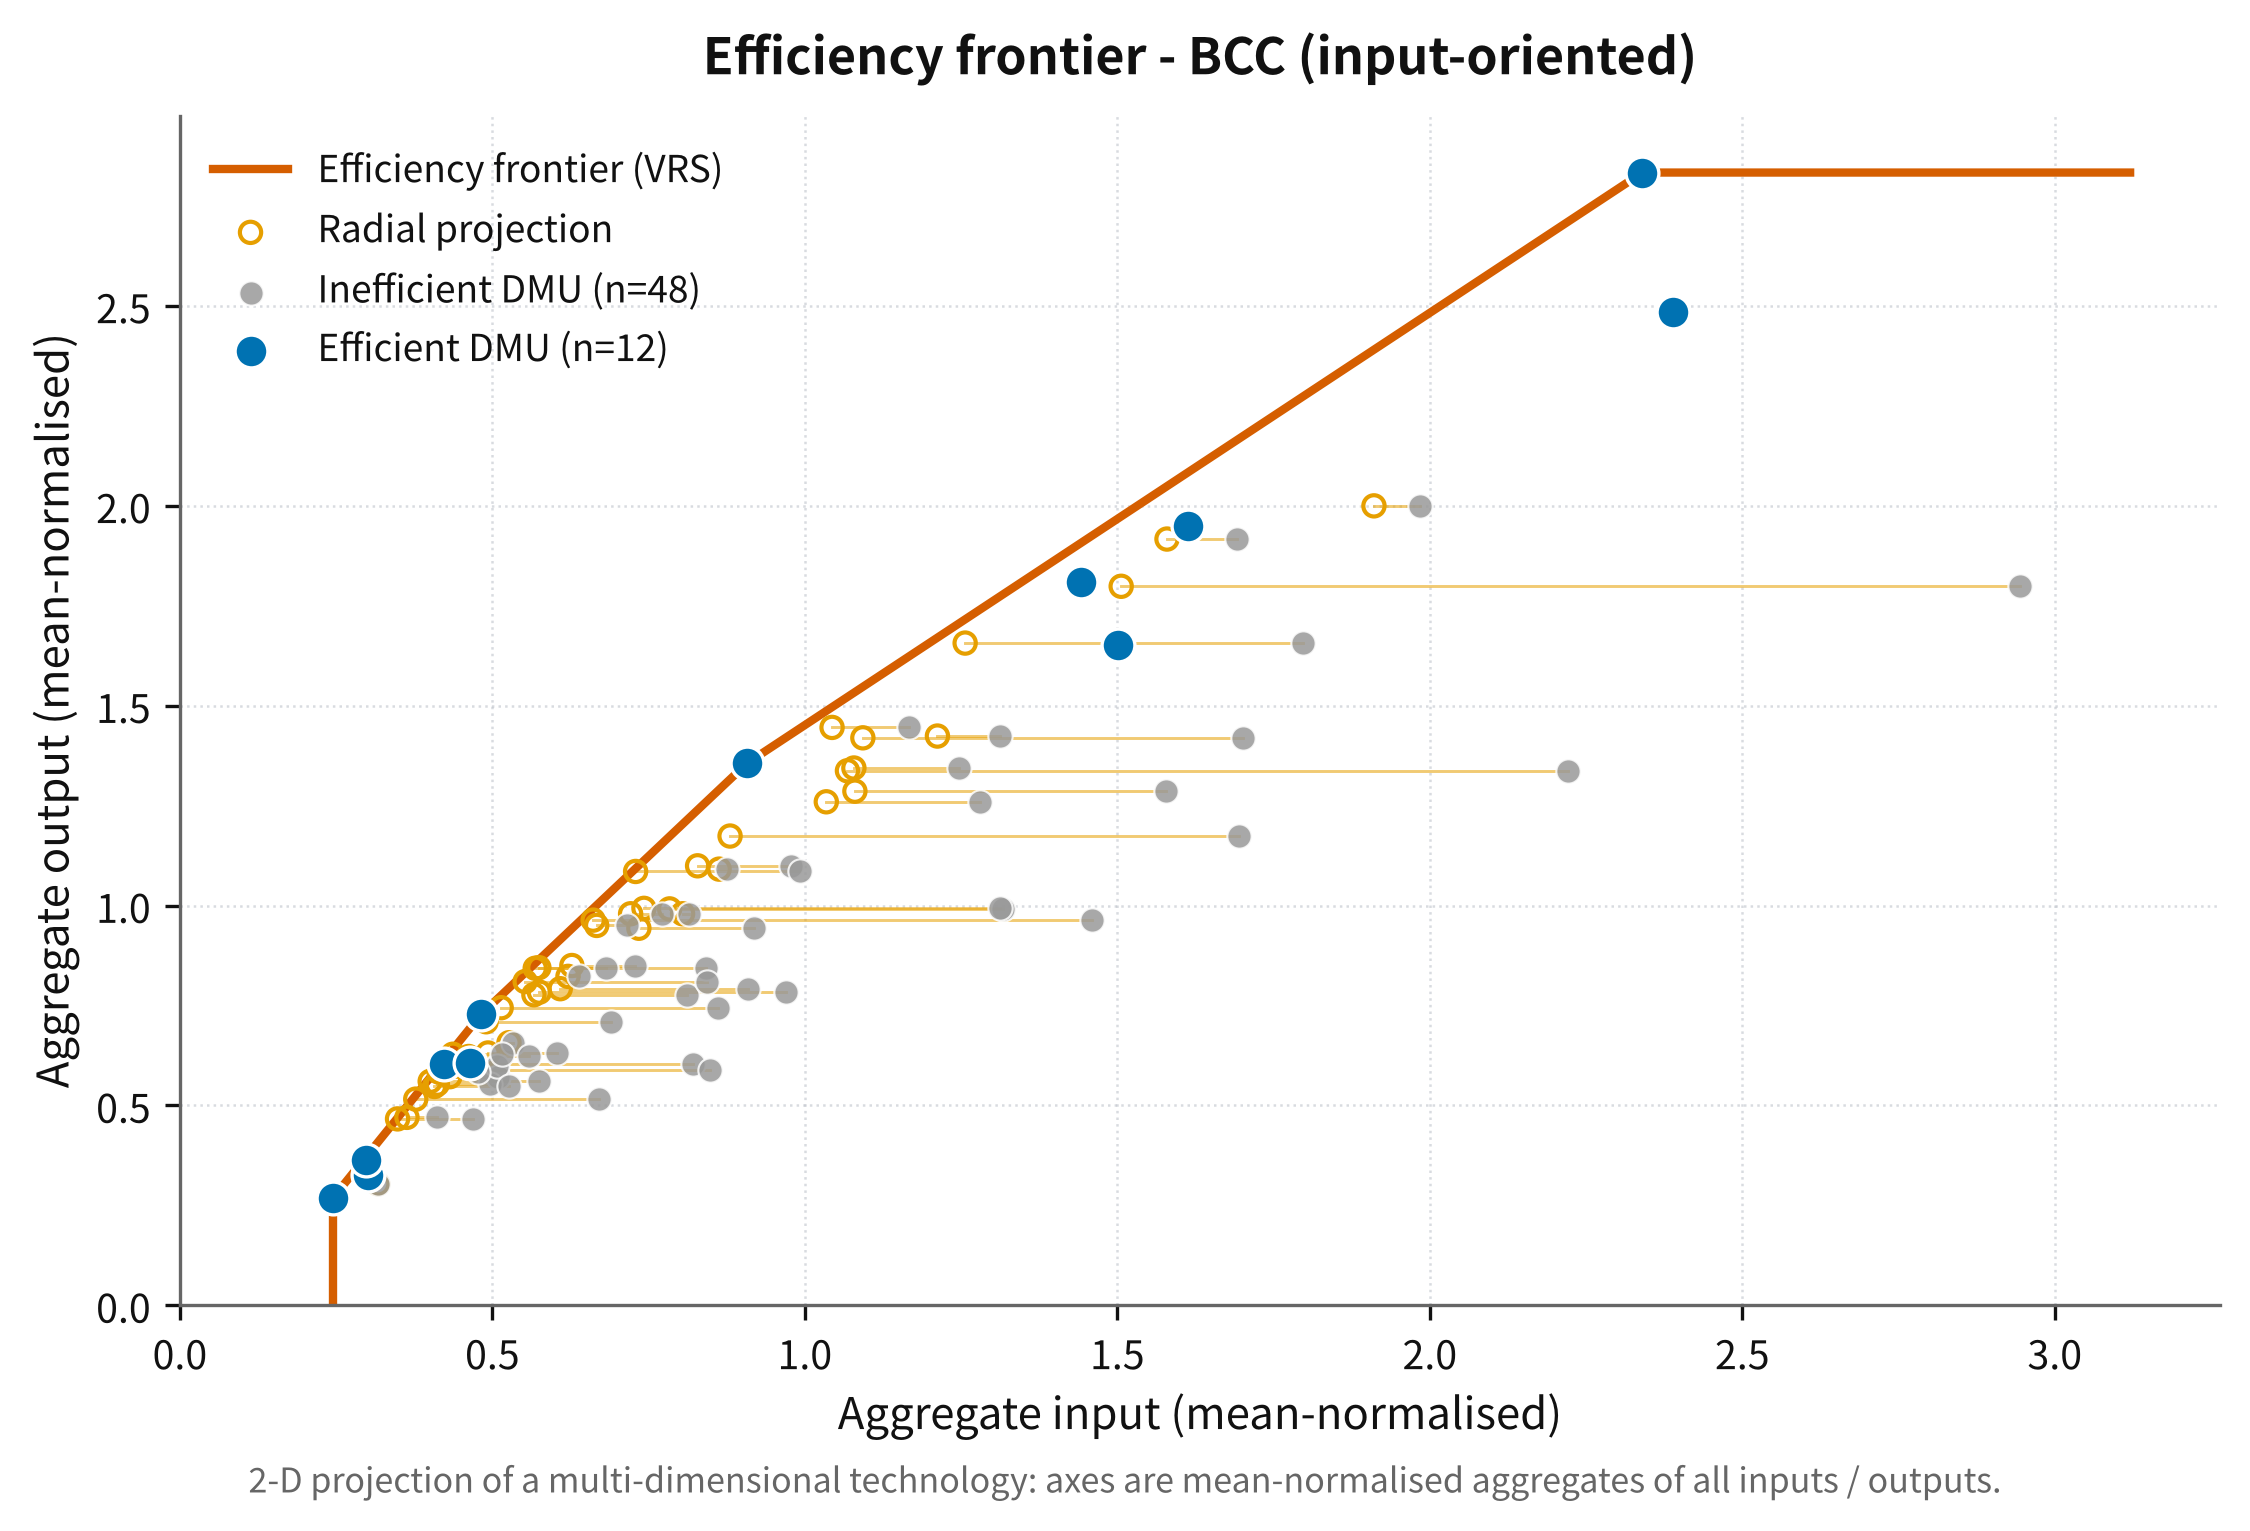 Efficiency frontier - BCC (input-oriented)
Efficiency frontier (VRS)
Radial projection
Inefficient DMU (n=48)
Efficient DMU (n=12)
Aggregate output (mean-normalised)
2.5
2.0
1.5
1.0
0.5
0.0
0.0 0.5 1.0 1.5 2.0 2.5 3.0
Aggregate input (mean-normalised)
2-D projection of a multi-dimensional technology: axes are mean-normalised aggregates of all inputs / outputs.